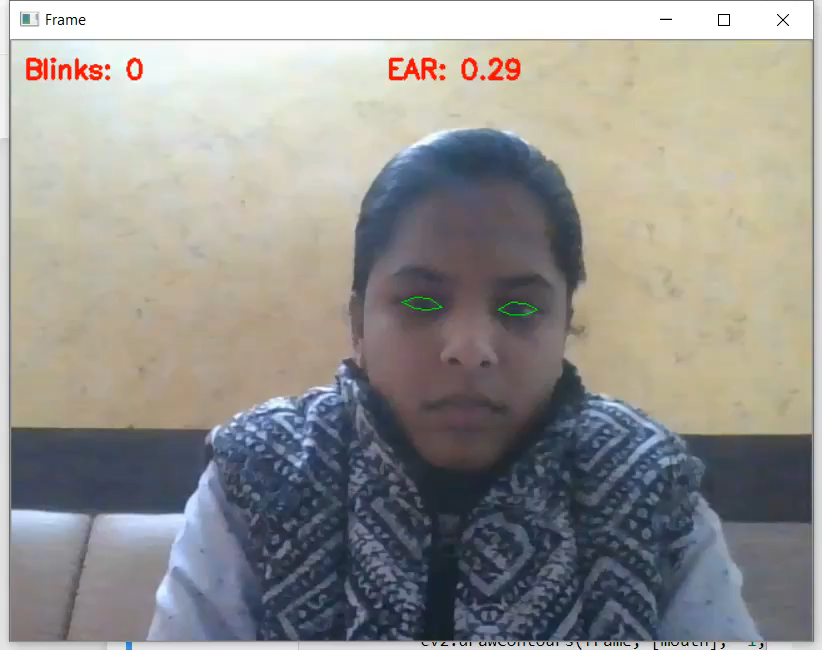 Frame
Blinks: 0
EAR: 0.29
cv2.drawContours(frame, [mouth], -1,